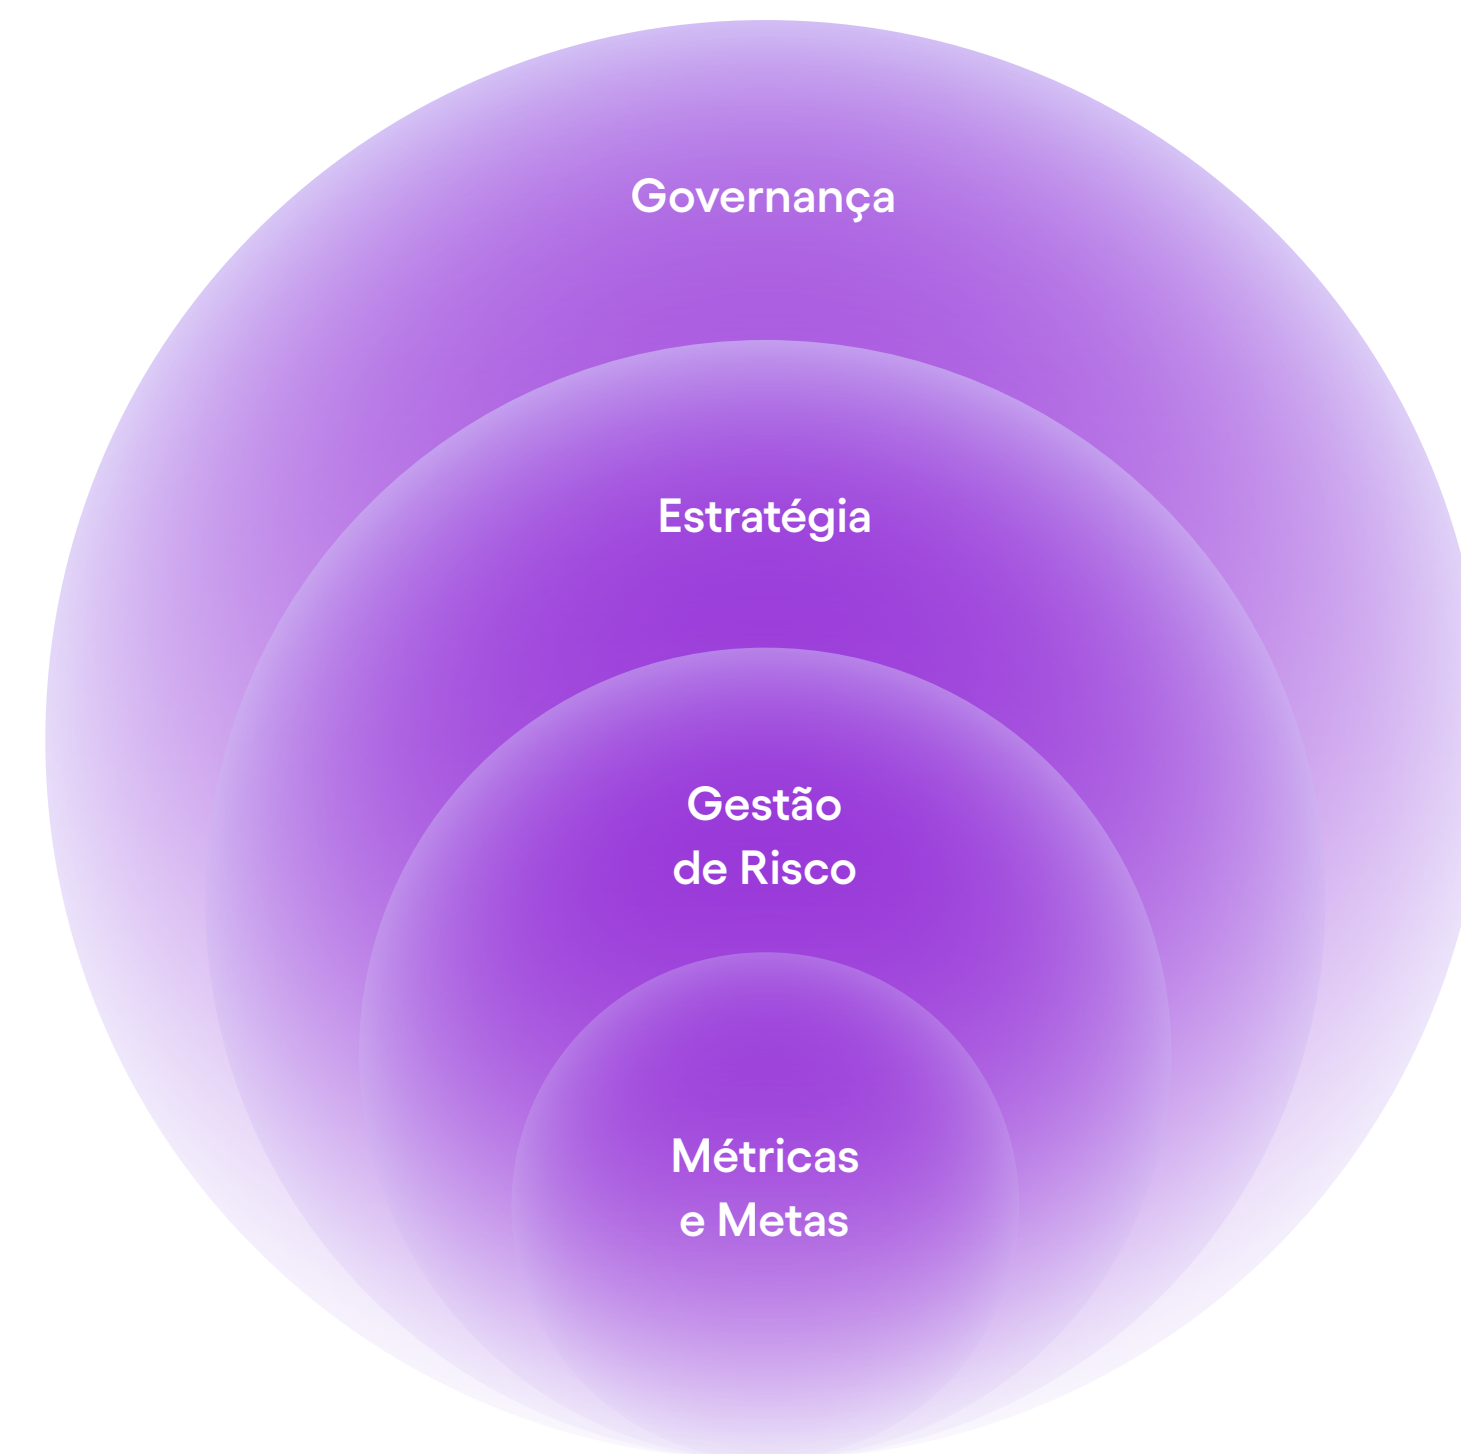 Governança
Estratégia
Gestão
de Risco
Métricas
e Metas